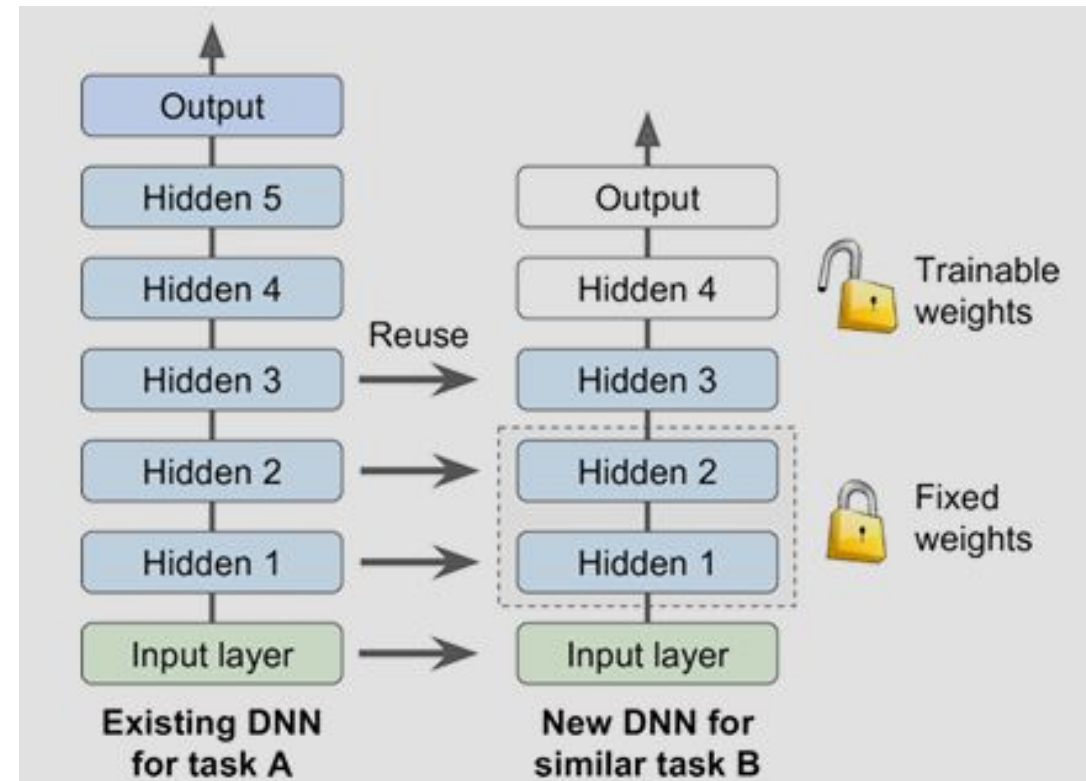 Output
Hidden 5
Hidden 4
Hidden 3
Hidden 2
Hidden 1
Input layer
Existing DNN
for task A
Reuse
Output
Hidden 4
Hidden 3
Hidden 2
Hidden 1
Input layer
New DNN for
similar task B
Trainable
weights
Fixed
weights